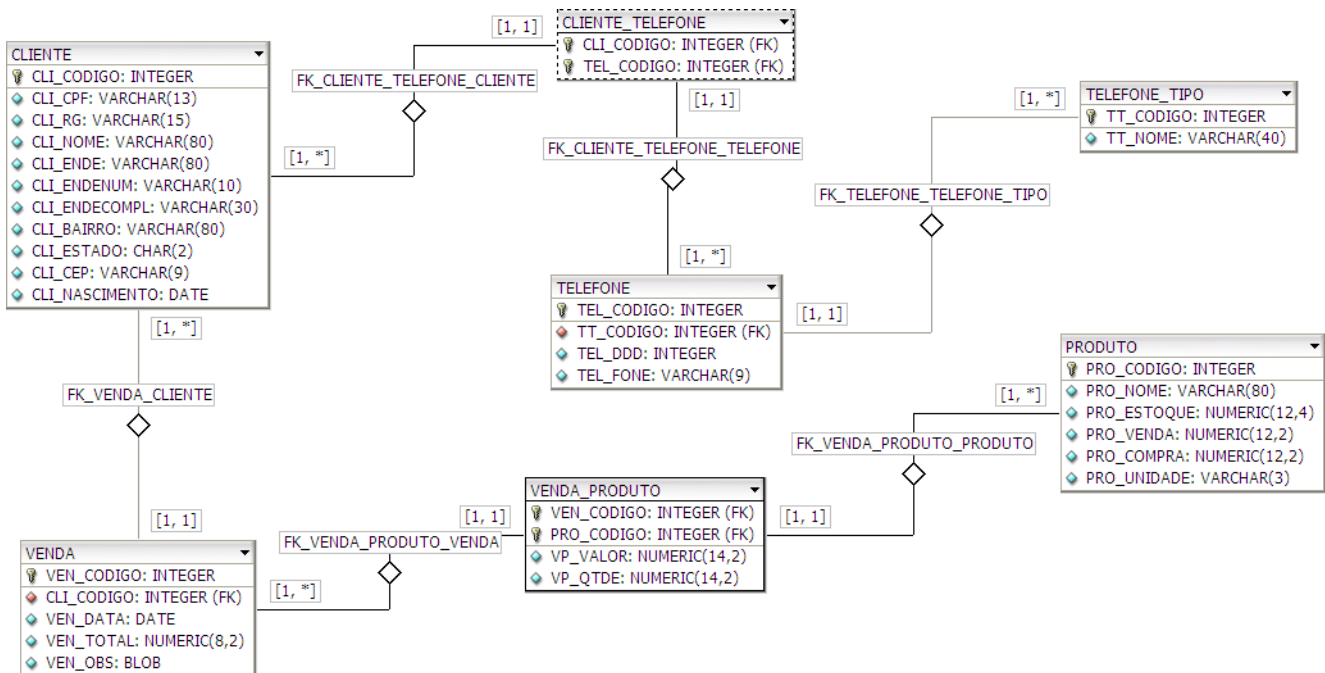 CLIENTE
CLI_CODIGO: INTEGER
CLI_CPF: VARCHAR(13)
CLI_RG: VARCHAR(15)
CLI_NOME: VARCHAR(80)
CLI_ENDE: VARCHAR(80)
CLI_ENDENUM: VARCHAR(10)
CLI_ENDECOMPL: VARCHAR(30)
CLI_BAIRRO: VARCHAR(80)
CLI_ESTADO: CHAR(2)
CLI_CEP: VARCHAR(9)
CLI_NASCIMENTO: DATE
[1, *]
FK_CLIENTE_TELEFONE_CLIENTE
[1, 1]
CLIENTE_TELEFONE
CLI_CODIGO: INTEGER (FK)
TEL_CODIGO: INTEGER (FK)
[1, 1]
FK_CLIENTE_TELEFONE_TELEFONE
[1, *]
TELEFONE
TEL_CODIGO: INTEGER
TT_CODIGO: INTEGER (FK)
TEL_DDD: INTEGER
TEL_FONE: VARCHAR(9)
[1, 1]
FK_TELEFONE_TELEFONE_TIPO
[1, *]
TELEFONE_TIPO
TT_CODIGO: INTEGER
TT_NOME: VARCHAR(40)
[1, *]
FK_VENDA_CLIENTE
[1, 1]
VENDA
VEN_CODIGO: INTEGER
CLI_CODIGO: INTEGER (FK)
VEN_DATA: DATE
VEN_TOTAL: NUMERIC(8,2)
VEN_OBS: BLOB
[1, *]
FK_VENDA_PRODUTO_VENDA
[1, 1]
VENDA_PRODUTO
VEN_CODIGO: INTEGER (FK)
PRO_CODIGO: INTEGER (FK)
VP_VALOR: NUMERIC(14,2)
VP_QTDE: NUMERIC(14,2)
[1, 1]
FK_VENDA_PRODUTO_PRODUTO
[1, *]
PRODUTO
PRO_CODIGO: INTEGER
PRO_NOME: VARCHAR(80)
PRO_ESTOQUE: NUMERIC(12,4)
PRO_VENDA: NUMERIC(12,2)
PRO_COMPRA: NUMERIC(12,2)
PRO_UNIDADE: VARCHAR(3)